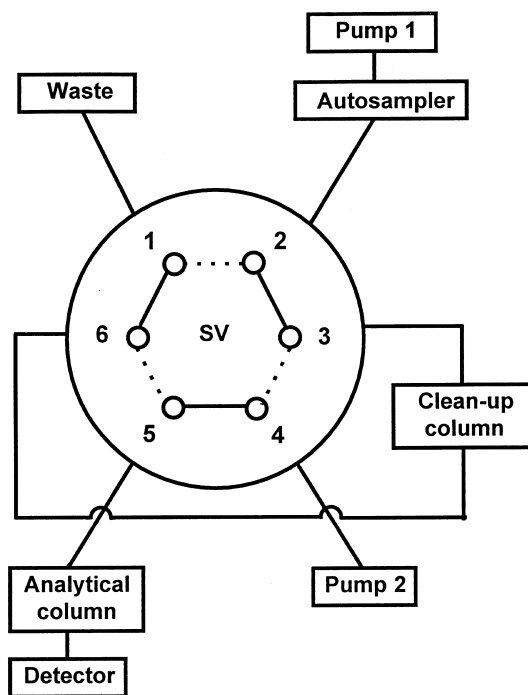 Pump 1
Waste
Autosampler
1
2
6
SV
3
5
4
Clean-up
column
Analytical
column
Pump 2
Detector